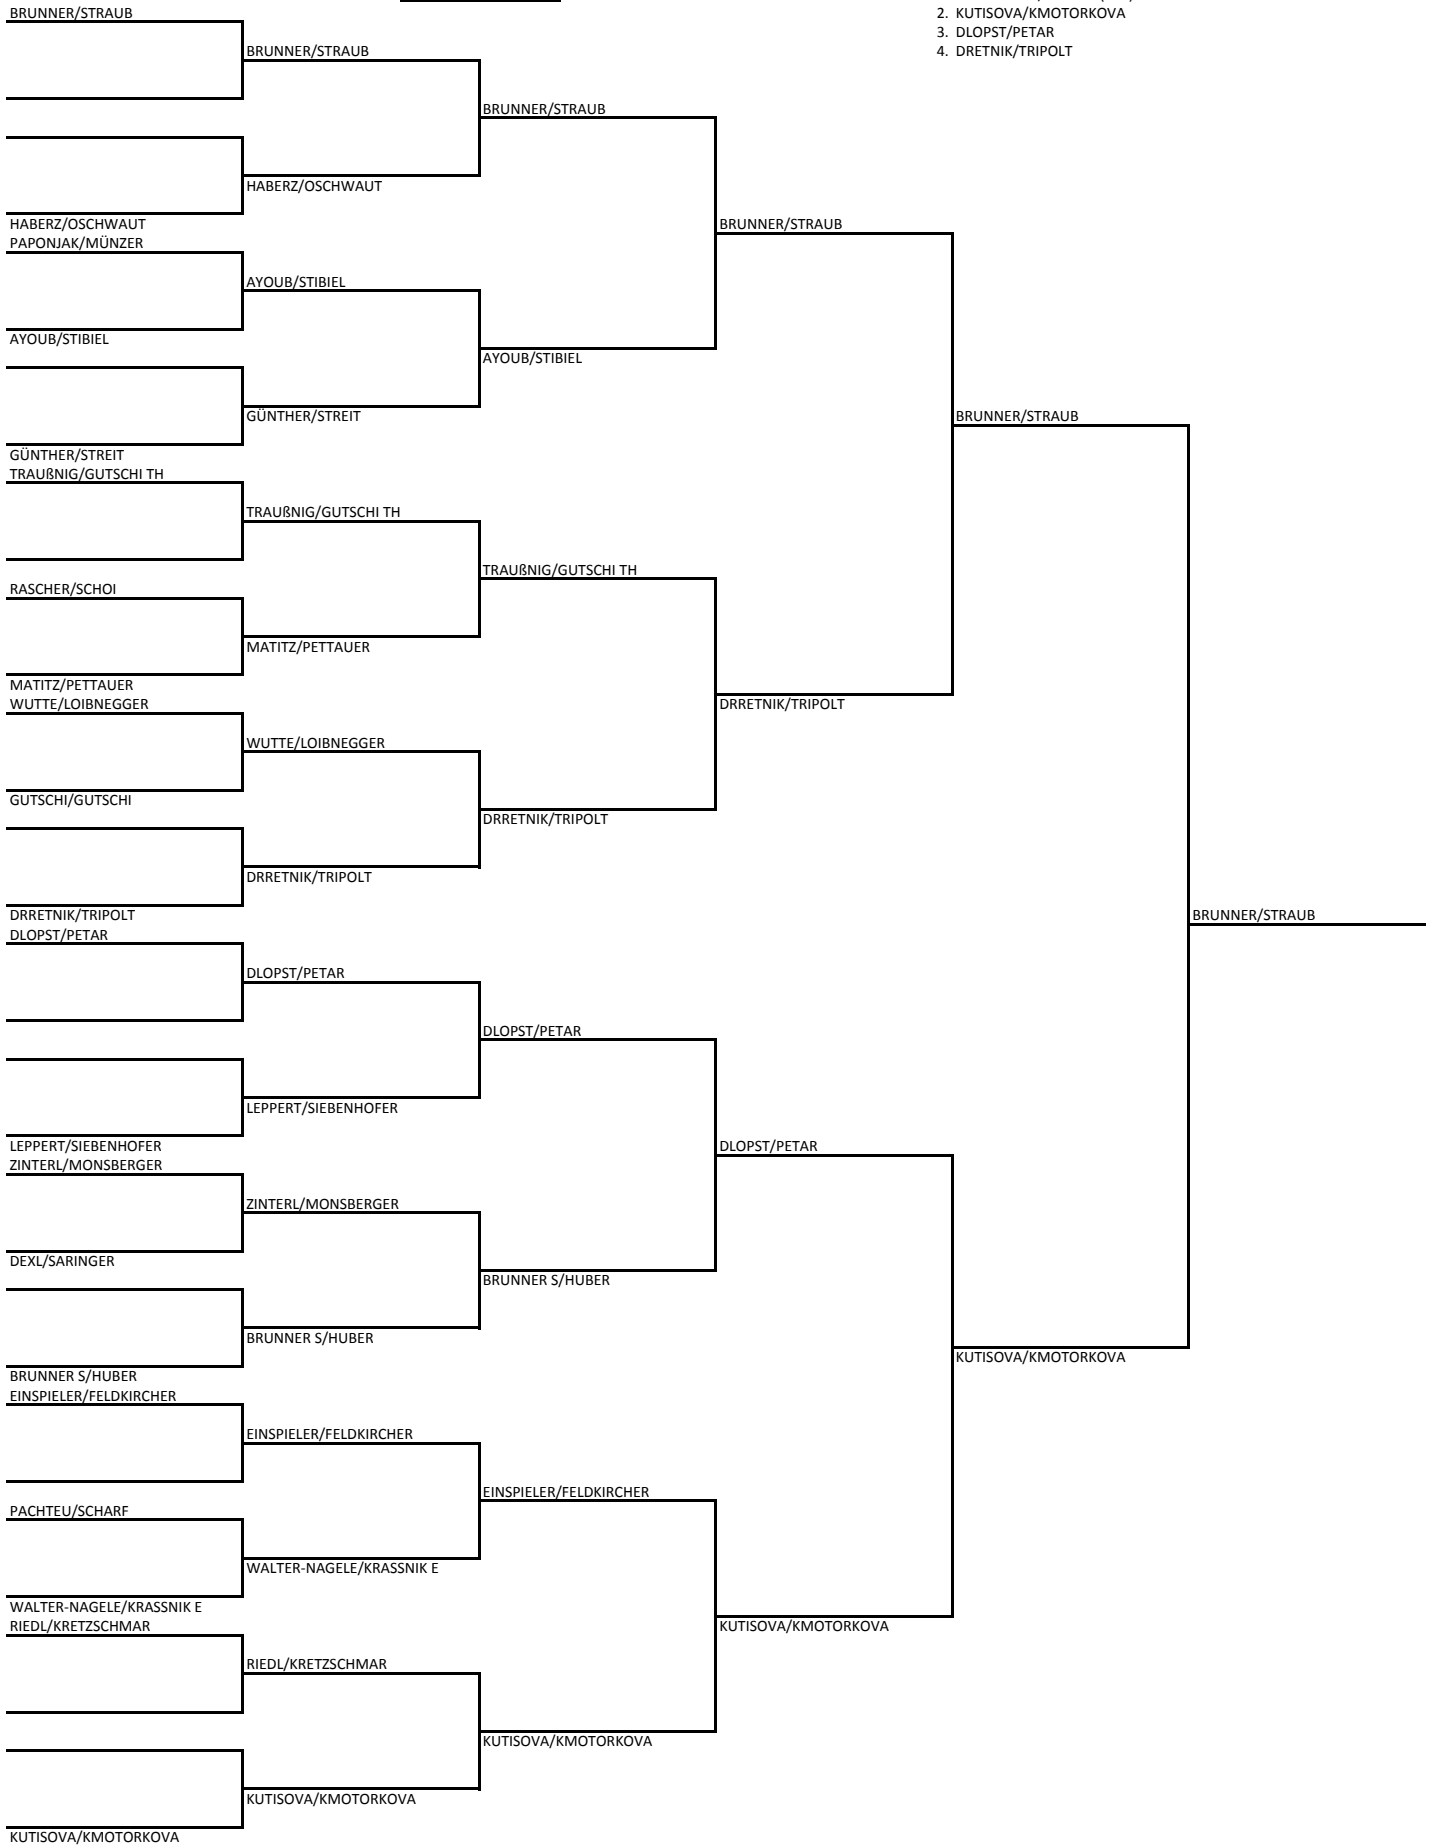 BRUNNER/STRAUB
2. KUTISOVA/KMOTORKOVA
3. DLOPST/PETAR
BRUNNER/STRAUB
4. DRETNIK/TRIPOLT
BRUNNER/STRAUB
HABERZ/OSCHWAUT
HABERZ/OSCHWAUT
BRUNNER/STRAUB
PAPONJAK/MÜNZER
AYOUB/STIBIEL
AYOUB/STIBIEL
AYOUB/STIBIEL
GÜNTHER/STREIT
BRUNNER/STRAUB
GÜNTHER/STREIT
TRAUßNIG/GUTSCHI TH
TRAUßNIG/GUTSCHI TH
TRAUßNIG/GUTSCHI TH
RASCHER/SCHOI
MATITZ/PETTAUER
MATITZ/PETTAUER
WUTTE/LOIBNEGGER
DRRETNIK/TRIPOLT
WUTTE/LOIBNEGGER
GUTSCHI/GUTSCHI
DRRETNIK/TRIPOLT
DRRETNIK/TRIPOLT
DRRETNIK/TRIPOLT
BRUNNER/STRAUB
DLOPST/PETAR
DLOPST/PETAR
DLOPST/PETAR
LEPPERT/SIEBENHOFER
LEPPERT/SIEBENHOFER
DLOPST/PETAR
ZINTERL/MONSBERGER
ZINTERL/MONSBERGER
DEXL/SARINGER
BRUNNER S/HUBER
BRUNNER S/HUBER
KUTISOVA/KMOTORKOVA
BRUNNER S/HUBER
EINSPIELER/FELDKIRCHER
EINSPIELER/FELDKIRCHER
EINSPIELER/FELDKIRCHER
PACHTEU/SCHARF
WALTER-NAGELE/KRASSNIK E
WALTER-NAGELE/KRASSNIK E
RIEDL/KRETZSCHMAR
KUTISOVA/KMOTORKOVA
RIEDL/KRETZSCHMAR
KUTISOVA/KMOTORKOVA
KUTISOVA/KMOTORKOVA
KUTISOVA/KMOTORKOVA